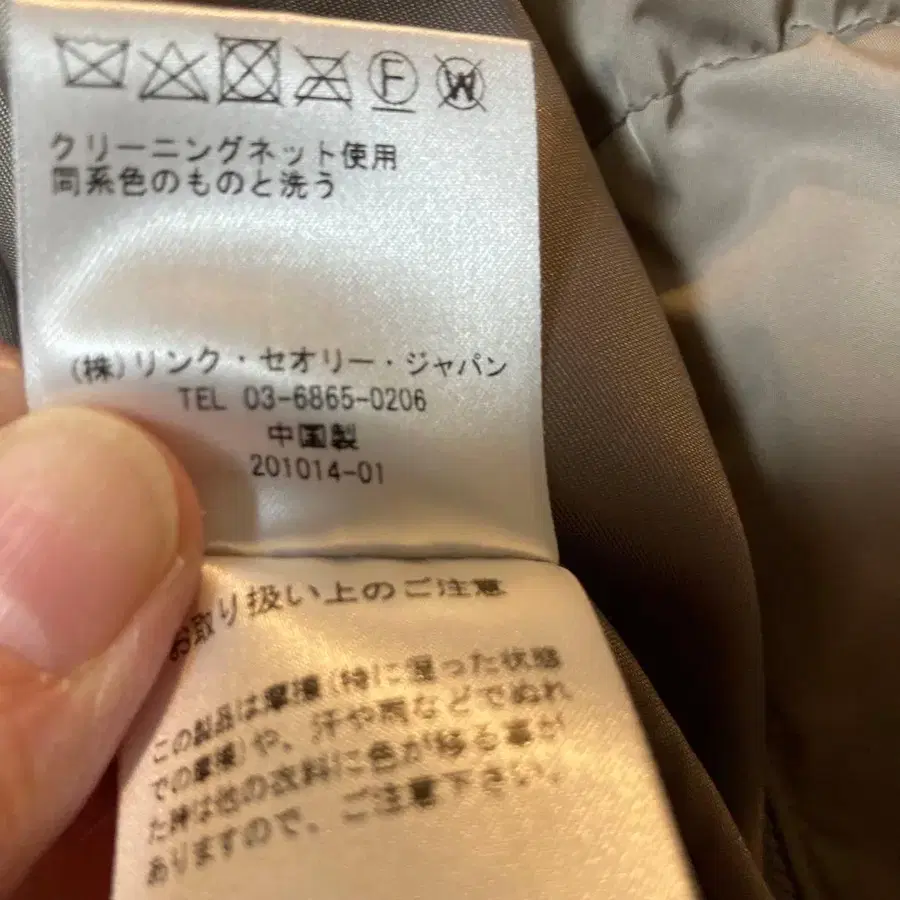 F W
クリーニングネット使用
同系色のものと洗う
(株)リンク・セオリー・ジャパン
TEL 03-6865-0206
中国製
201014-01
お取り扱い上のご注意
この製品は摩擦(特に湿った状態
での摩擦)や、汗や雨などでぬれ
た時は他の衣料に色が移る事が
ありますので、ご注意下さい。